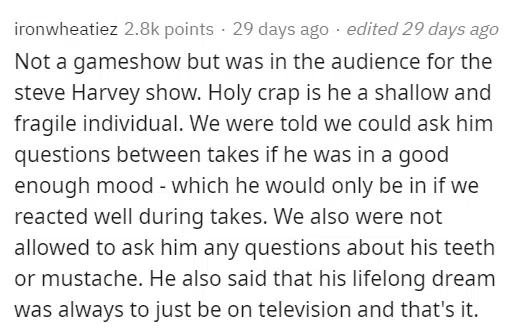 ironwheatiez 2.8k points · 29 days ago · edited 29 days ago
Not a gameshow but was in the audience for the
steve Harvey show. Holy crap is he a shallow and
fragile individual. We were told we could ask him
questions between takes if he was in a good
enough mood - which he would only be in if we
reacted well during takes. We also were not
allowed to ask him any questions about his teeth
or mustache. He also said that his lifelong dream
was always to just be on television and that's it.